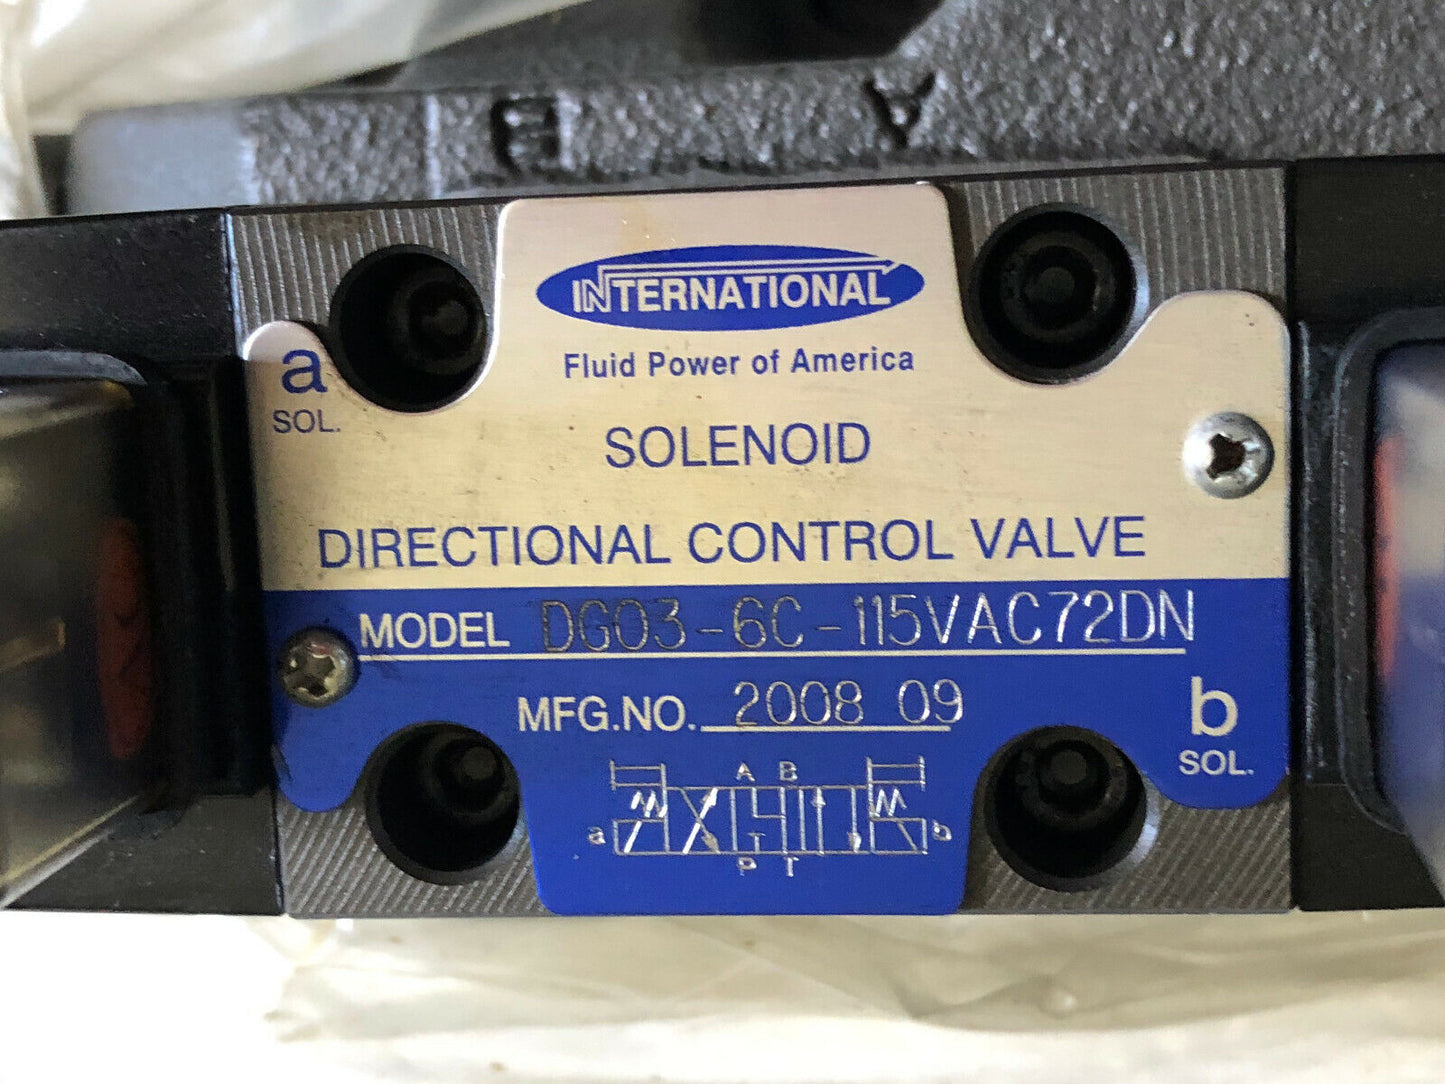 B A
INTERNATIONAL
Fluid Power of America
a
SOL.
SOLENOID
DIRECTIONAL CONTROL VALVE
MODEL DG03-6C-115VAC72DN
MFG.NO. 2008 09
b
SOL.
A B
a b
P T